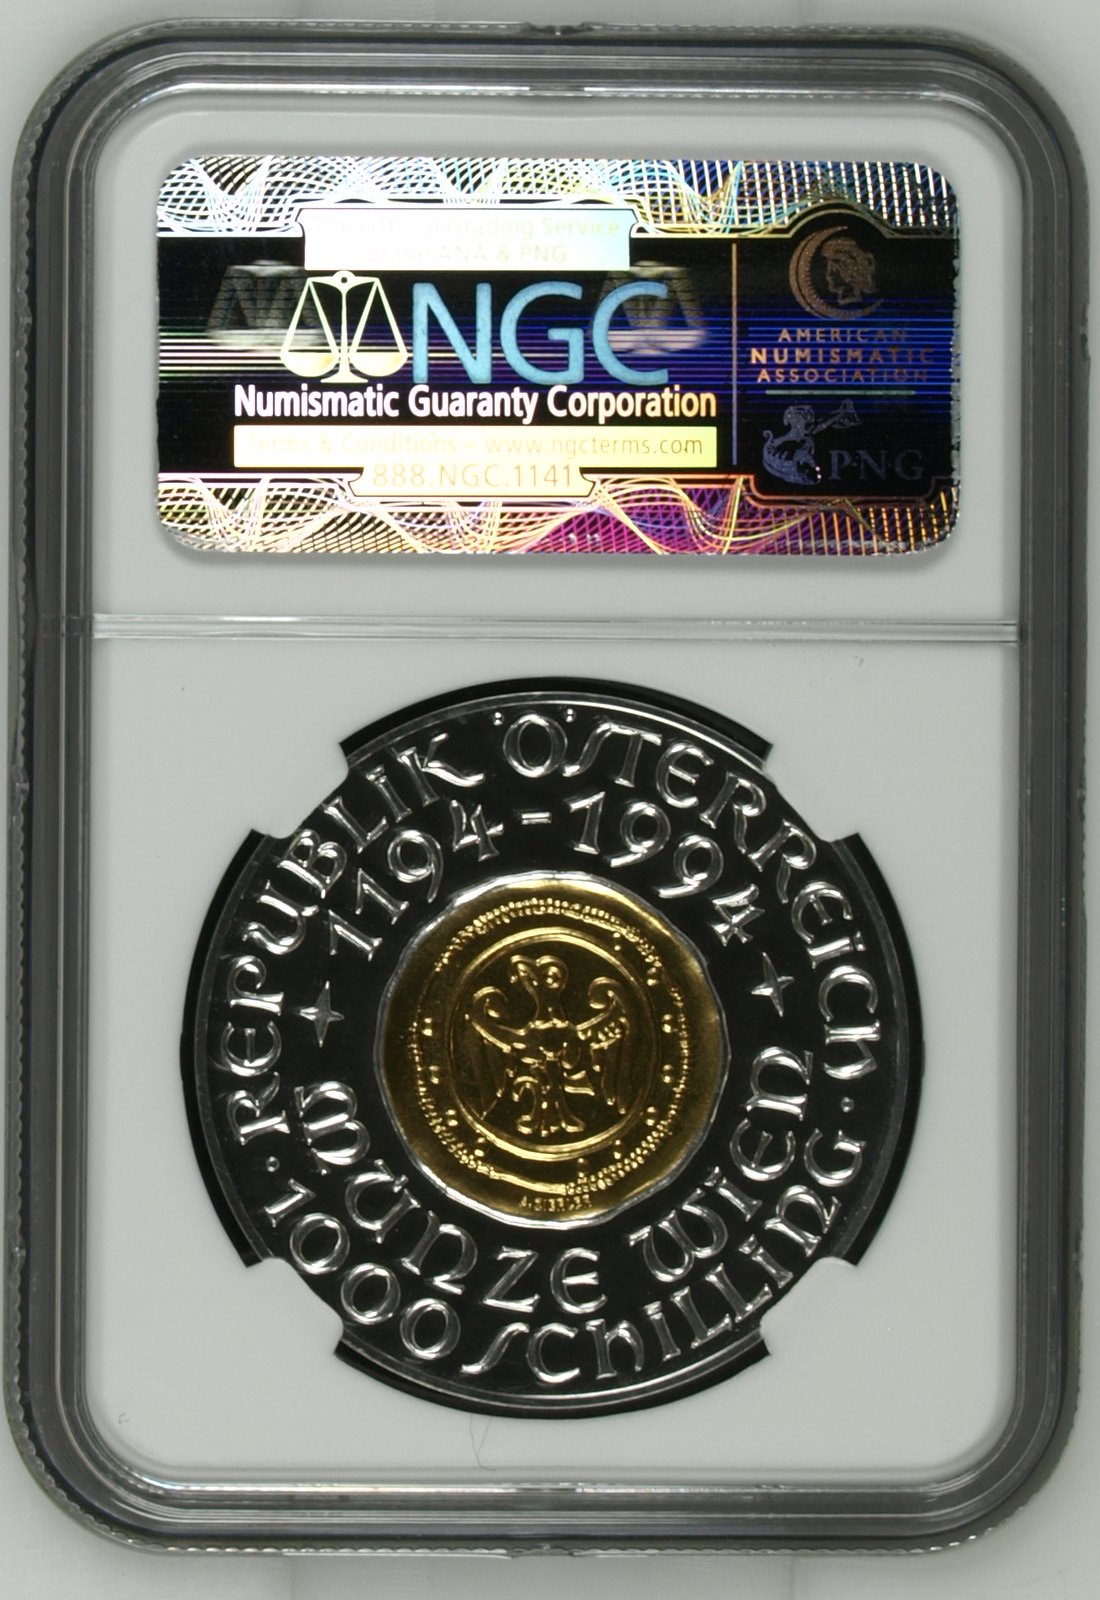 The Official Grading Service
of the ANA & PNG
NGC
Numismatic Guaranty Corporation
Terms & Conditions – www.ngcterms.com
888.NGC.1141
AMERICAN
NUMISMATIC
ASSOCIATION
P·N·G
· REPUBLIK ÖSTERREICH ·
1194 - 1994
MÜNZE WIEN
1000 SCHILLING